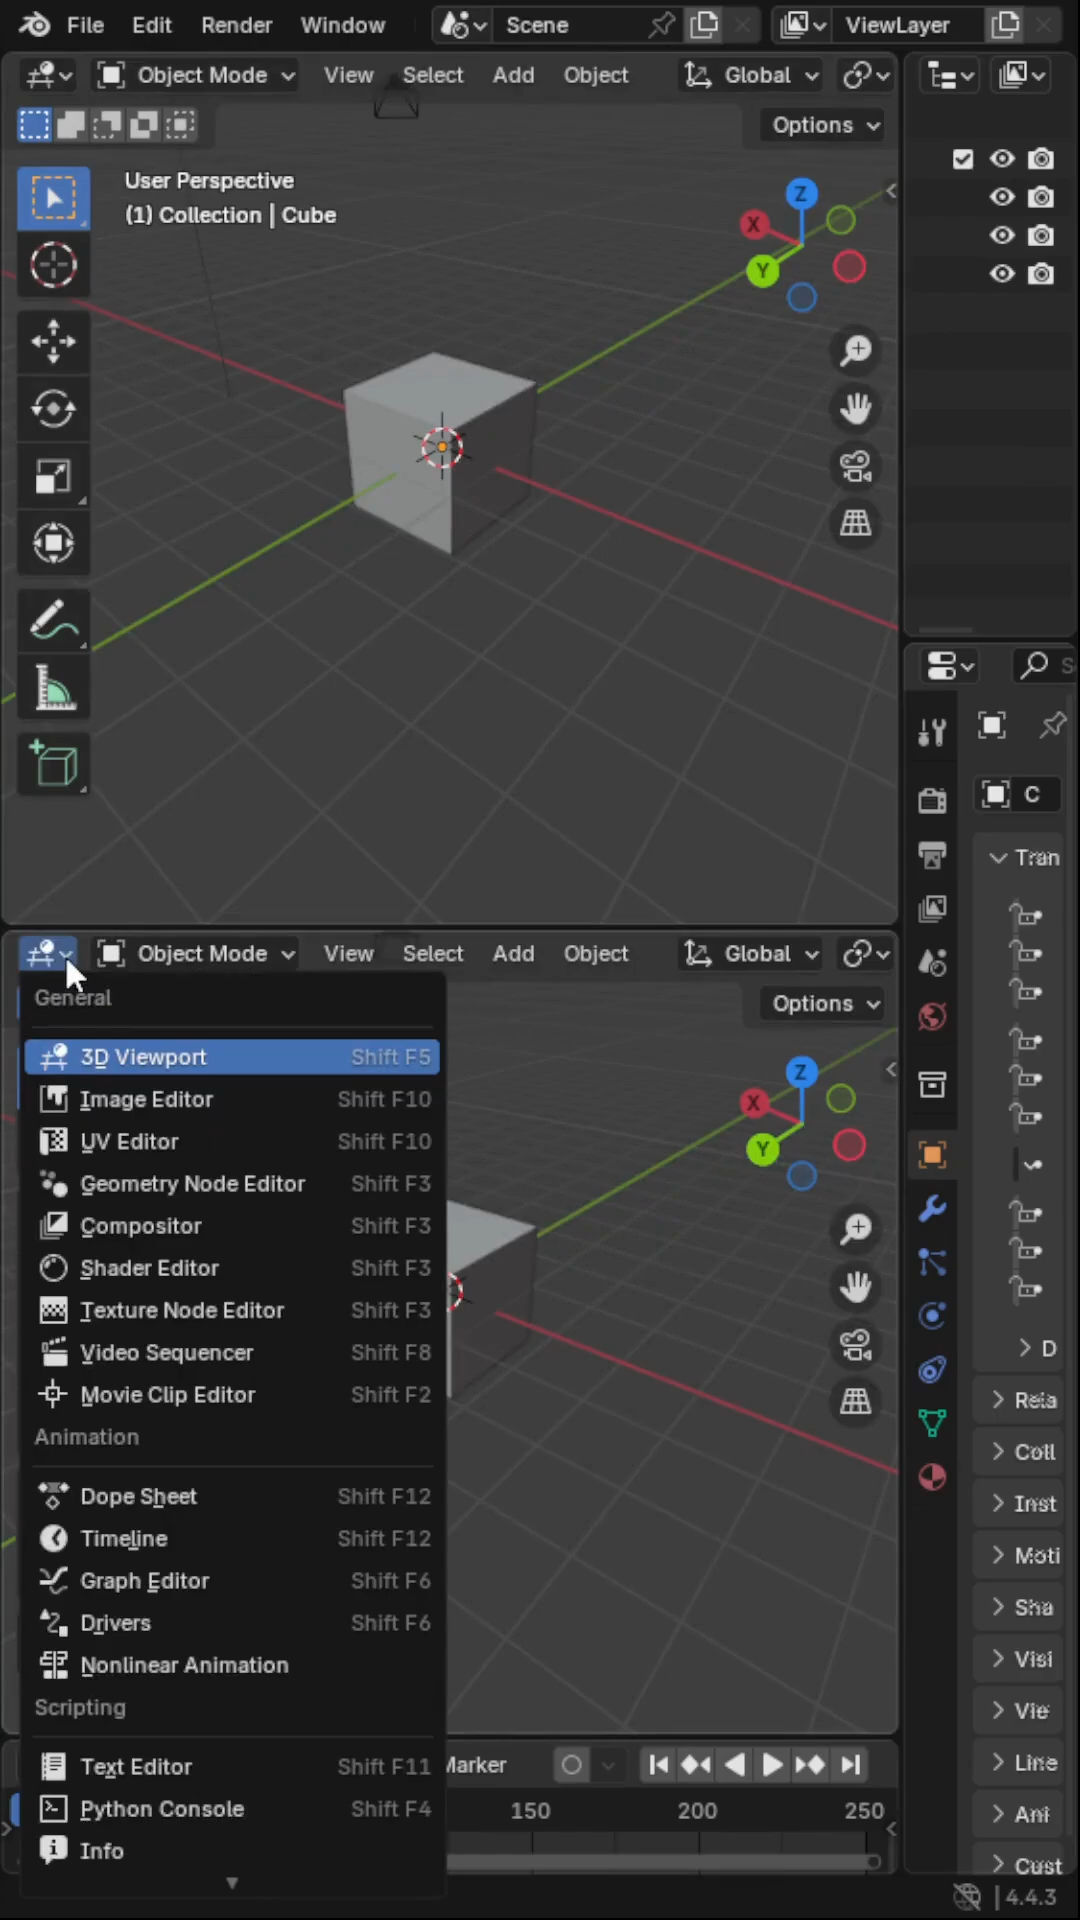 File Edit Render Window Scene ViewLayer
Object Mode View Select Add Object Global
Options
User Perspective
(1) Collection | Cube
Z
X
Y
C
Tran
Object Mode View Select Add Object Global
General
Options
3D Viewport Shift F5
Image Editor Shift F10
UV Editor Shift F10
Geometry Node Editor Shift F3
Compositor Shift F3
Shader Editor Shift F3
Texture Node Editor Shift F3
Video Sequencer Shift F8
Movie Clip Editor Shift F2
Animation
Dope Sheet Shift F12
Timeline Shift F12
Graph Editor Shift F6
Drivers Shift F6
Nonlinear Animation
Scripting
Text Editor Shift F11
Python Console Shift F4
Info
Z
X
Y
D
Rela
Coll
Inst
Moti
Sha
Visi
Vie
Line
Ani
Cust
Marker
150 200 250
4.4.3